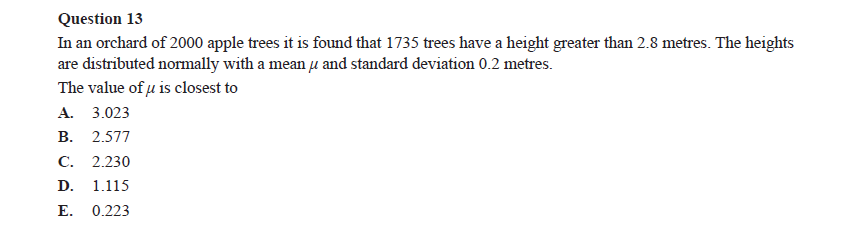 Question 13
In an orchard of 2000 apple trees it is found that 1735 trees have a height greater than 2.8 metres. The heights
are distributed normally with a mean μ and standard deviation 0.2 metres.
The value of μ is closest to
A. 3.023
B. 2.577
C. 2.230
D. 1.115
E. 0.223